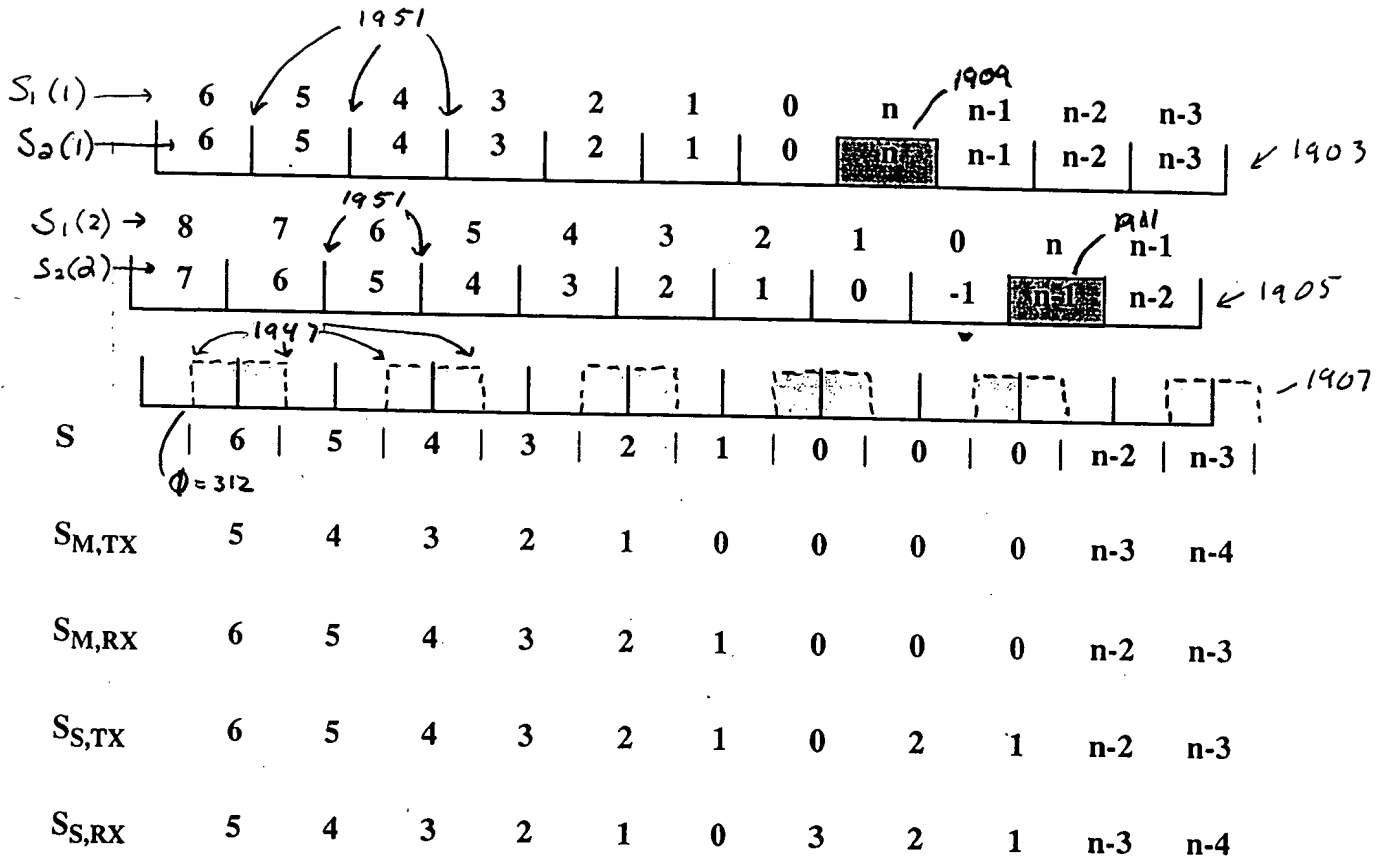 1951
1909
S₁(1) → 6 5 4 3 2 1 0 n n-1 n-2 n-3
S₂(1) → 6 5 4 3 2 1 0 n n-1 n-2 n-3 1903
1951
1911
S₁(2) → 8 7 6 5 4 3 2 1 0 n n-1
S₂(2) → 7 6 5 4 3 2 1 0 -1 n-1 n-2 1905
1947
1907
S | 6 | 5 | 4 | 3 | 2 | 1 | 0 | 0 | 0 | n-2 | n-3 |
Φ = 312
S_M,TX 5 4 3 2 1 0 0 0 0 n-3 n-4
S_M,RX 6 5 4 3 2 1 0 0 0 n-2 n-3
S_S,TX 6 5 4 3 2 1 0 2 1 n-2 n-3
S_S,RX 5 4 3 2 1 0 3 2 1 n-3 n-4